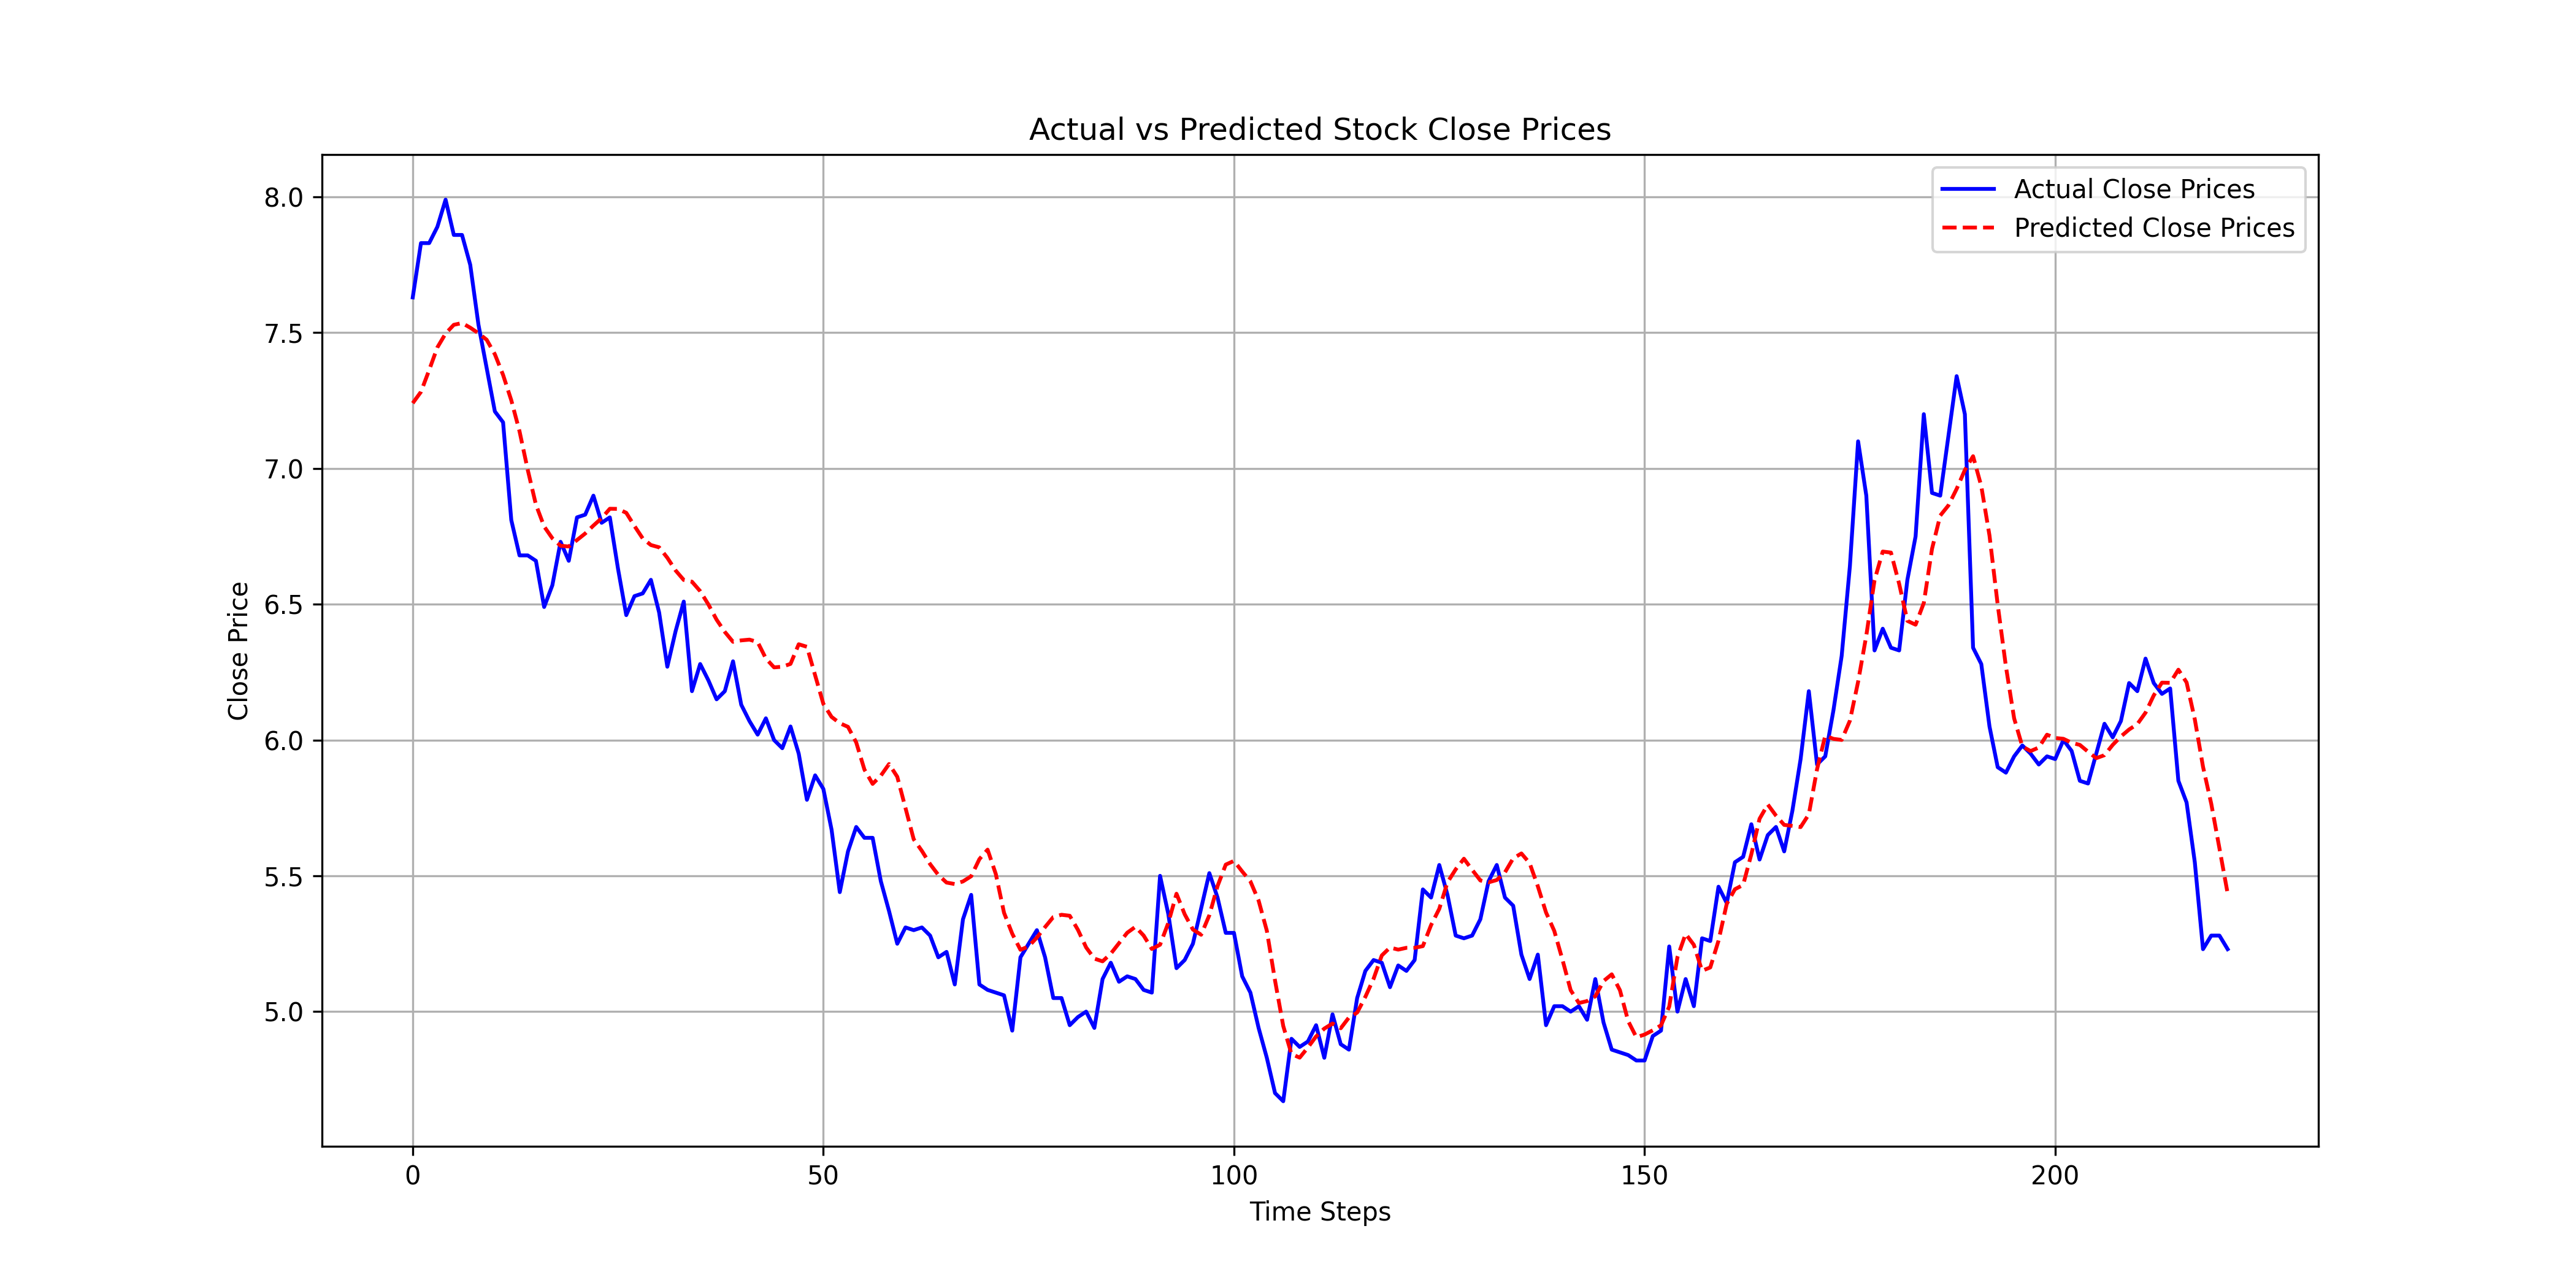 Actual vs Predicted Stock Close Prices
Actual Close Prices
Predicted Close Prices
8.0
7.5
7.0
6.5
6.0
5.5
5.0
Close Price
0 50 100 150 200
Time Steps